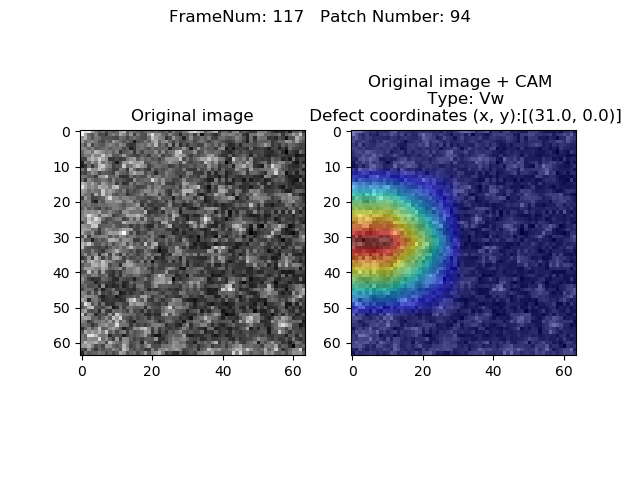 FrameNum: 117   Patch Number: 94
Original image
Original image + CAM
Type: Vw
Defect coordinates (x, y):[(31.0, 0.0)]
0
10
20
30
40
50
60
0 20 40 60
0
10
20
30
40
50
60
0 20 40 60